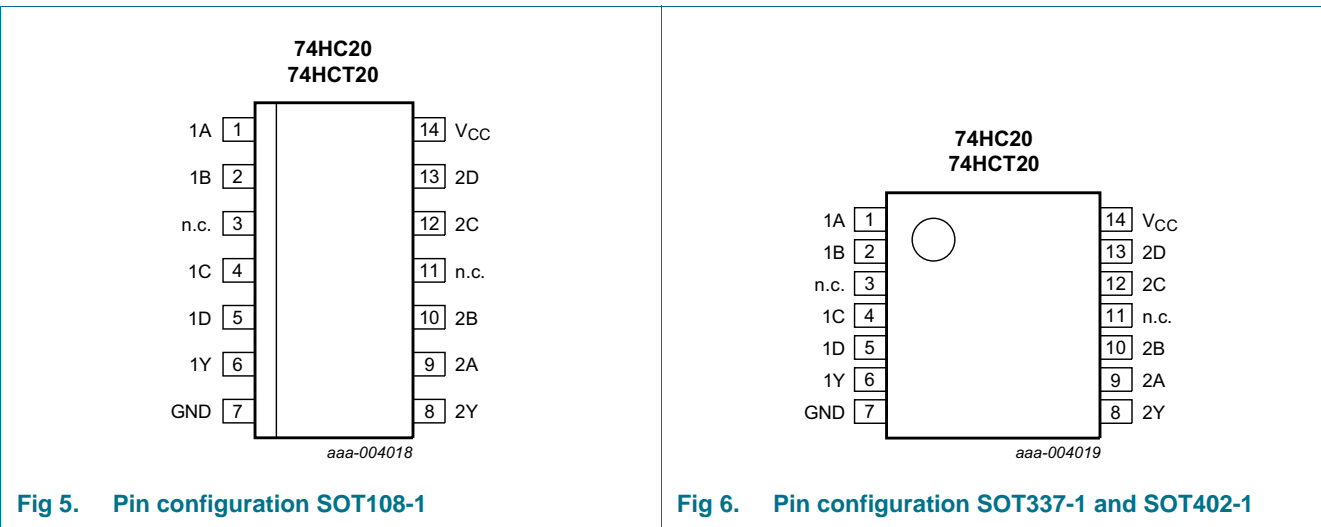 74HC20
74HCT20
1A 1 14 VCC
1B 2 13 2D
n.c. 3 12 2C
1C 4 11 n.c.
1D 5 10 2B
1Y 6 9 2A
GND 7 8 2Y
aaa-004018
Fig 5. Pin configuration SOT108-1
74HC20
74HCT20
1A 1 14 VCC
1B 2 13 2D
n.c. 3 12 2C
1C 4 11 n.c.
1D 5 10 2B
1Y 6 9 2A
GND 7 8 2Y
aaa-004019
Fig 6. Pin configuration SOT337-1 and SOT402-1